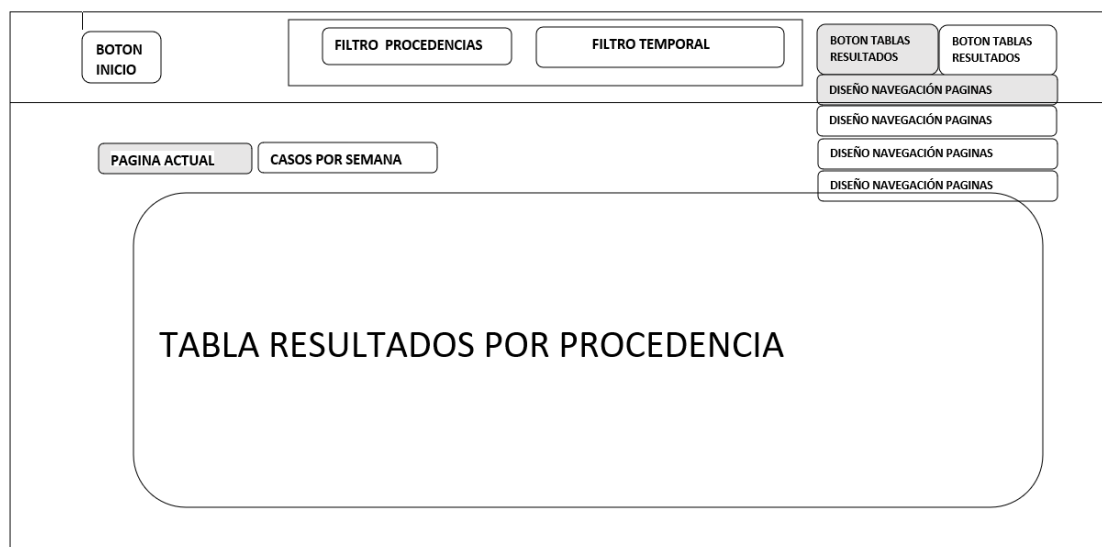 BOTON
INICIO
FILTRO PROCEDENCIAS
FILTRO TEMPORAL
BOTON TABLAS
RESULTADOS
BOTON TABLAS
RESULTADOS
DISEÑO NAVEGACIÓN PAGINAS
DISEÑO NAVEGACIÓN PAGINAS
DISEÑO NAVEGACIÓN PAGINAS
DISEÑO NAVEGACIÓN PAGINAS
PAGINA ACTUAL
CASOS POR SEMANA
TABLA RESULTADOS POR PROCEDENCIA